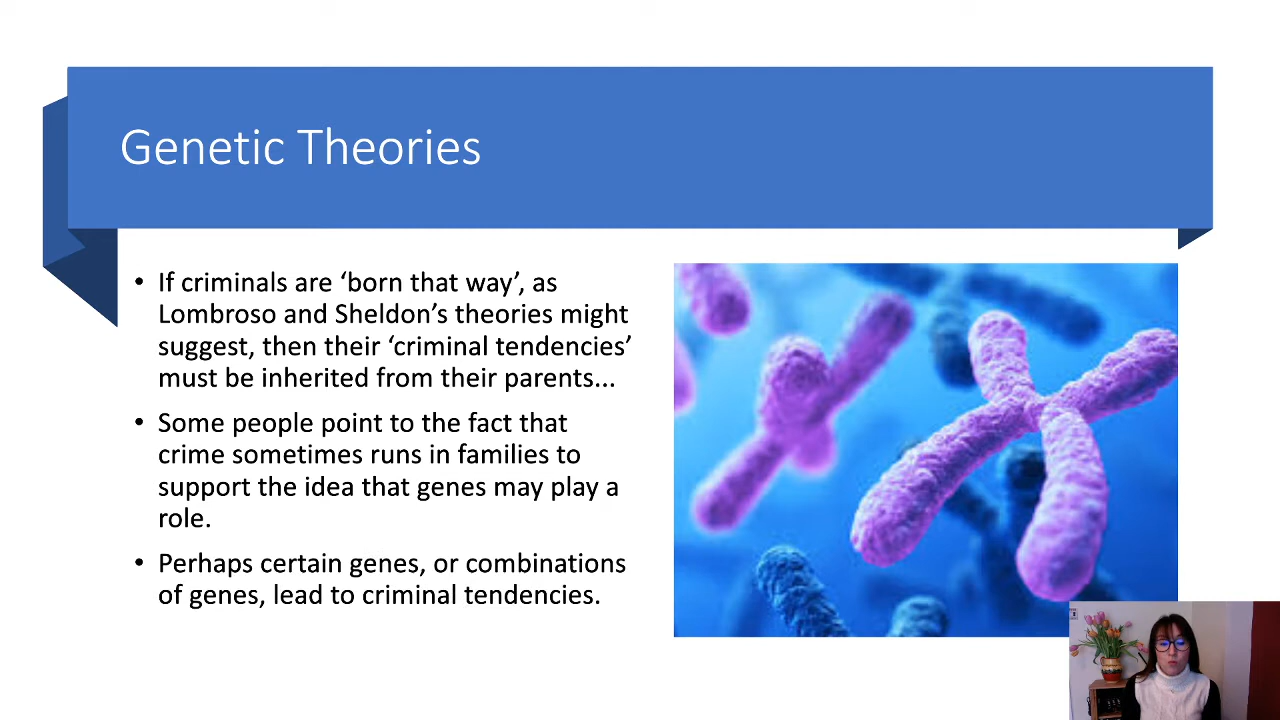 Genetic Theories
• If criminals are ‘born that way’, as
Lombroso and Sheldon’s theories might
suggest, then their ‘criminal tendencies’
must be inherited from their parents...
• Some people point to the fact that
crime sometimes runs in families to
support the idea that genes may play a
role.
• Perhaps certain genes, or combinations
of genes, lead to criminal tendencies.